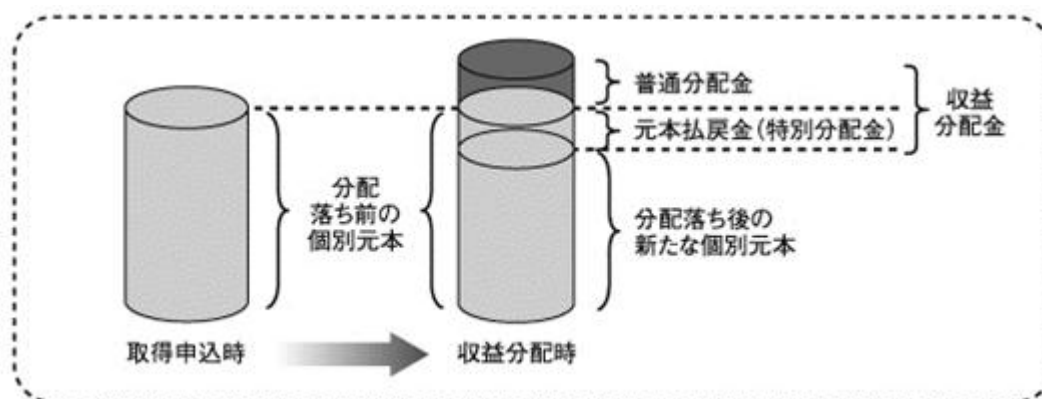 普通分配金
元本払戻金(特別分配金)
収益
分配金
分配
落ち前の
個別元本
分配落ち後の
新たな個別元本
取得申込時
収益分配時